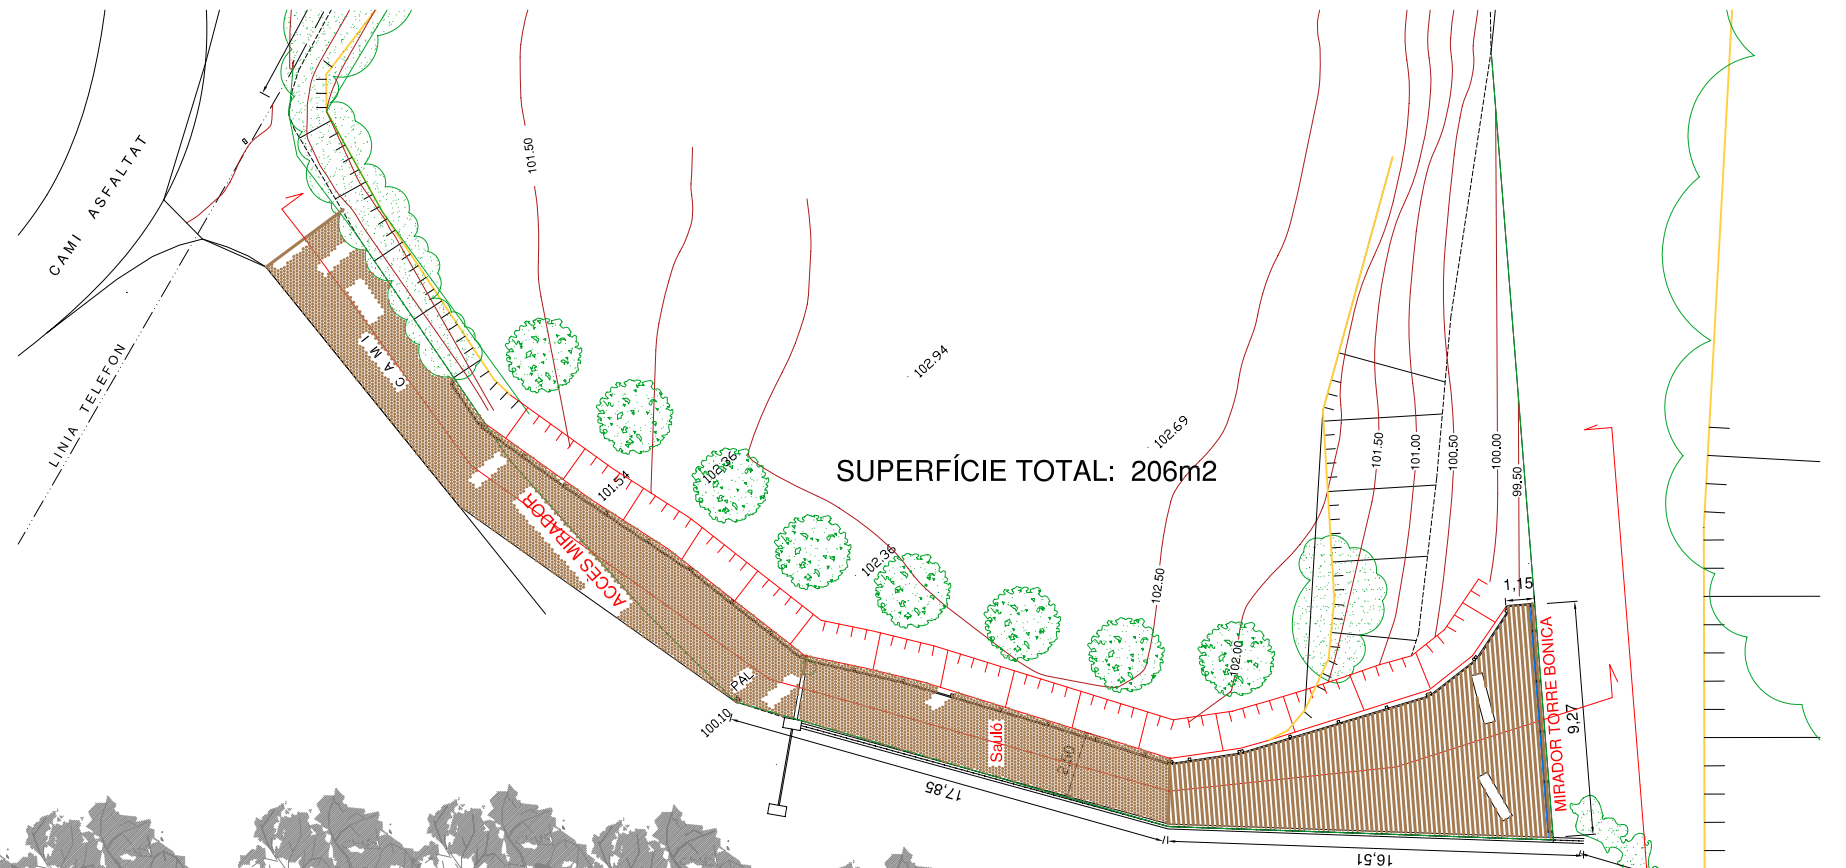 CAMI ASFALTAT
LINIA TELEFON
101.50
CAMI
102.94
102.69
102.36
101.54
SUPERFÍCIE TOTAL: 206m2
ACCÈS MIRADOR
102.36
102.50
102.00
101.50
101.00
100.50
100.00
99.50
1,15
PAL
100.10
Sauló
2,50
17,85
16,51
9,27
MIRADOR TORRE BONICA